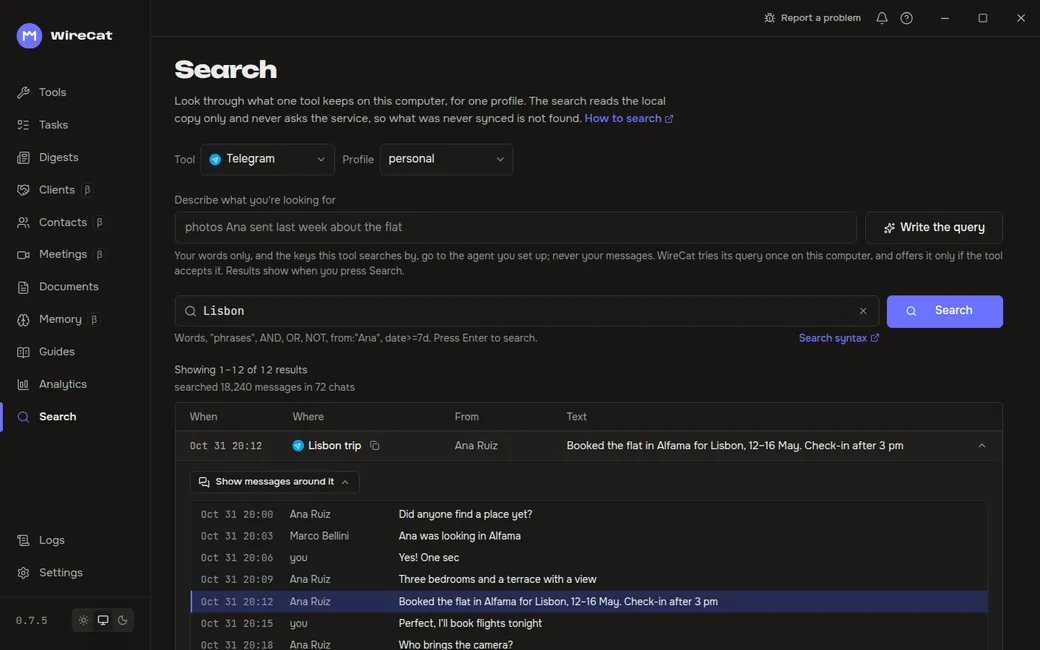 Report a problem
WireCat
Tools
Tasks
Digests
Clients β
Contacts β
Meetings β
Documents
Memory β
Guides
Analytics
Search
Logs
Settings
0.7.5
Search
Look through what one tool keeps on this computer, for one profile. The search reads the local
copy only and never asks the service, so what was never synced is not found. How to search
Tool Telegram Profile personal
Describe what you're looking for
photos Ana sent last week about the flat
Write the query
Your words only, and the keys this tool searches by, go to the agent you set up; never your messages. WireCat tries its query once on this computer, and offers it only if the tool
accepts it. Results show when you press Search.
Lisbon
Search
Words, "phrases", AND, OR, NOT, from:"Ana", date>=7d. Press Enter to search.
Search syntax
Showing 1–12 of 12 results
searched 18,240 messages in 72 chats
When Where From Text
Oct 31 20:12 Lisbon trip Ana Ruiz Booked the flat in Alfama for Lisbon, 12–16 May. Check-in after 3 pm
Show messages around it
Oct 31 20:00 Ana Ruiz Did anyone find a place yet?
Oct 31 20:03 Marco Bellini Ana was looking in Alfama
Oct 31 20:06 you Yes! One sec
Oct 31 20:09 Ana Ruiz Three bedrooms and a terrace with a view
Oct 31 20:12 Ana Ruiz Booked the flat in Alfama for Lisbon, 12–16 May. Check-in after 3 pm
Oct 31 20:15 you Perfect, I'll book flights tonight
Oct 31 20:18 Ana Ruiz Who brings the camera?